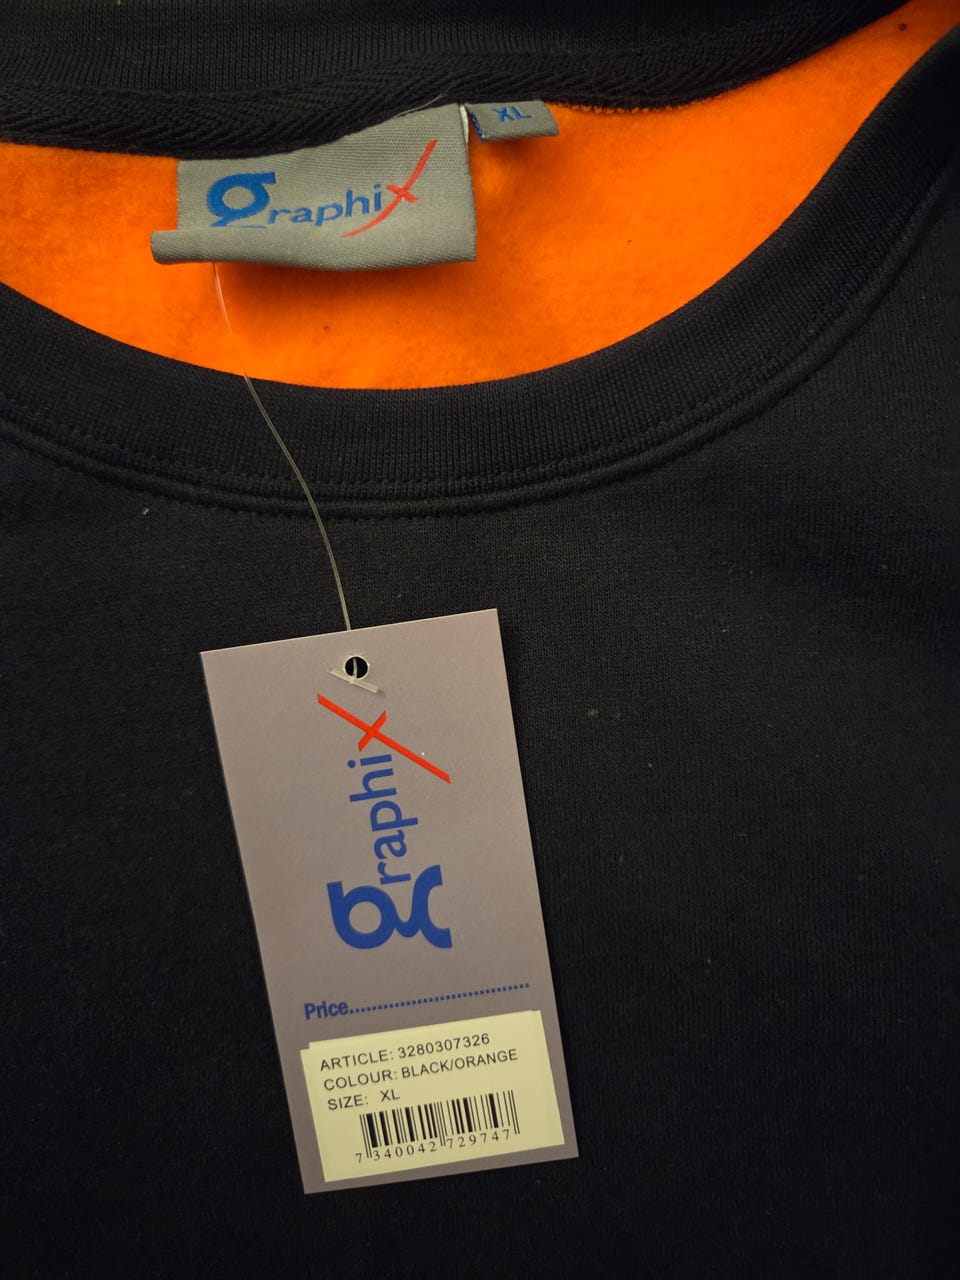 XL
graphix
graphix
Price.................................
ARTICLE: 3280307326
COLOUR: BLACK/ORANGE
SIZE: XL
7 340042 729747